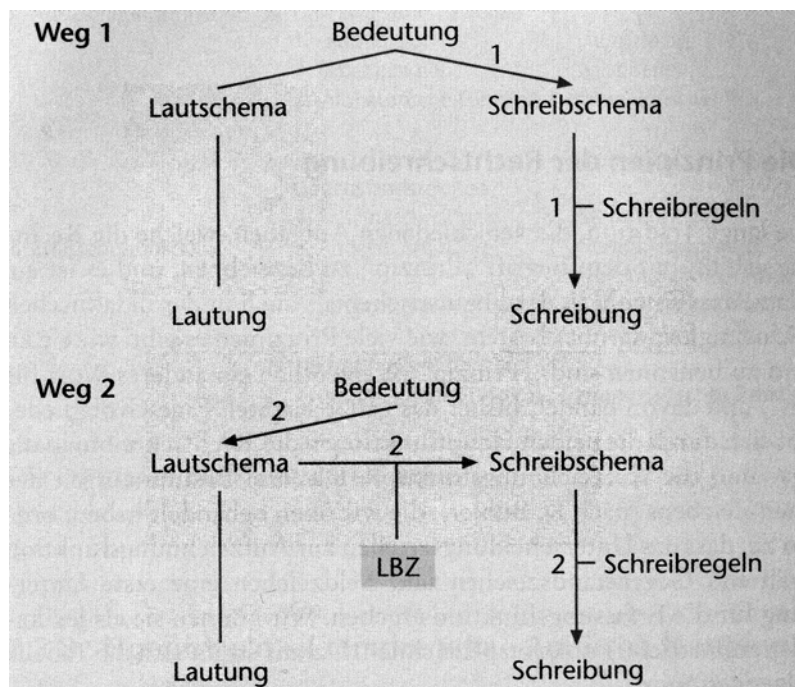 Weg 1
Bedeutung
1
Lautschema Schreibschema
1 Schreibregeln
Lautung Schreibung
Weg 2
Bedeutung
2
2
Lautschema Schreibschema
LBZ
2 Schreibregeln
Lautung Schreibung